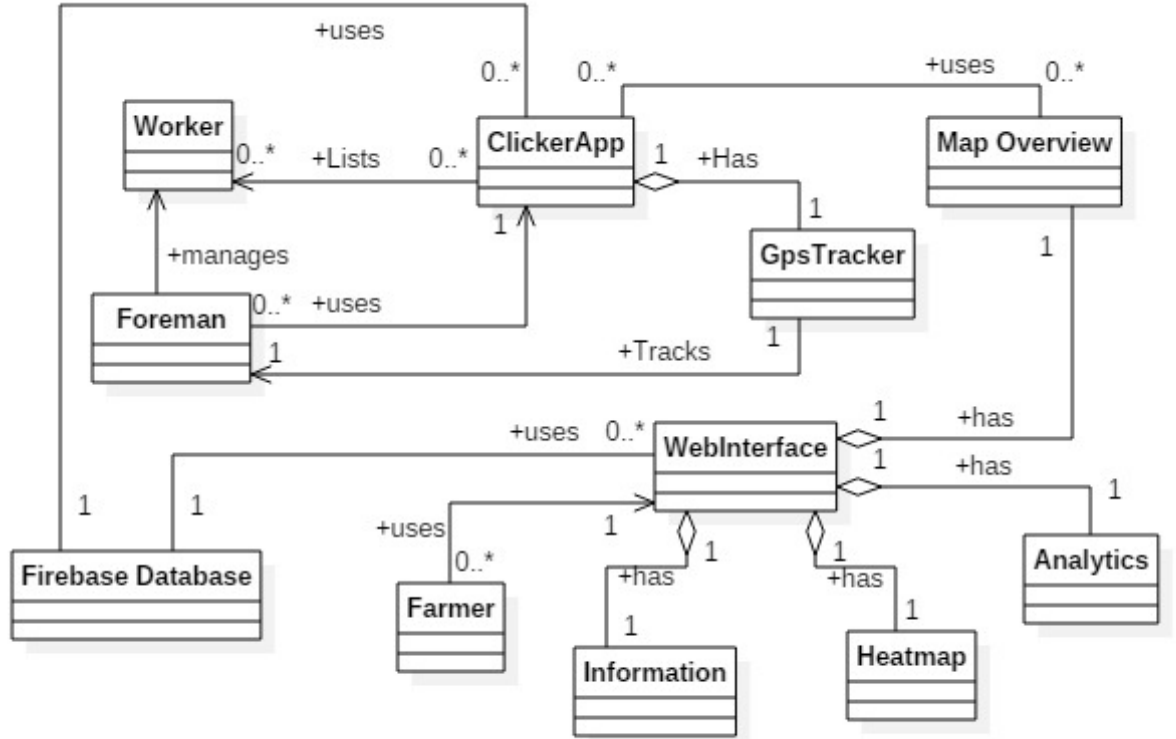 +uses
0..*
0..*
+uses
0..*
Worker
ClickerApp
Map Overview
0..*
+Lists
0..*
1
+Has
1
1
1
+manages
GpsTracker
Foreman
0..*
+uses
1
+Tracks
1
+uses
0..*
WebInterface
1
+has
1
+has
1
1
1
+uses
1
0..*
1
1
+has
+has
Firebase Database
Farmer
Analytics
1
1
Information
Heatmap